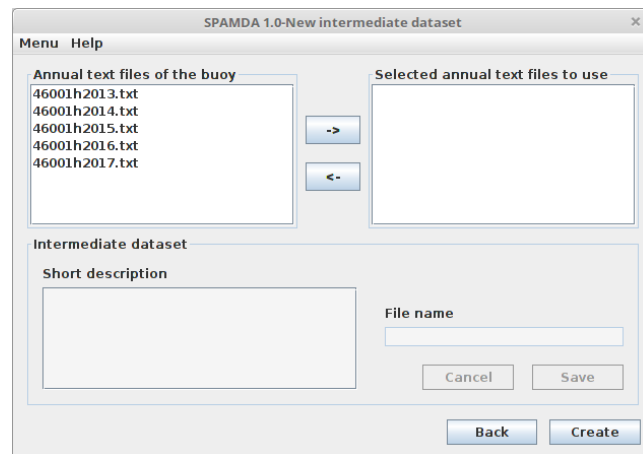 SPAMDA 1.0-New intermediate dataset ×
Menu Help
Annual text files of the buoy
46001h2013.txt
46001h2014.txt
46001h2015.txt
46001h2016.txt
46001h2017.txt
->
<-
Selected annual text files to use
Intermediate dataset
Short description
File name
Cancel Save
Back Create